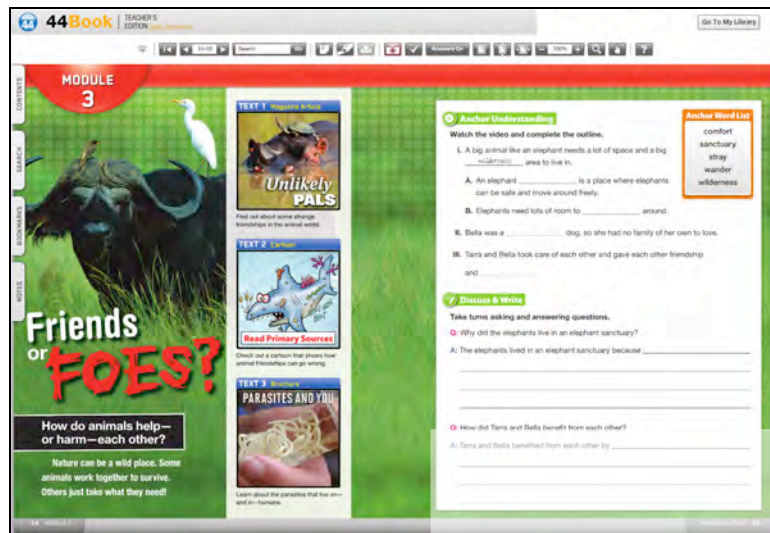 44Book TEACHER'S
EDITION
Go To My Library
Search
Go
Answers On
100%
?
CONTENTS
SEARCH
BOOKMARKS
NOTES
MODULE
3
Friends
or FOES?
How do animals help—
or harm—each other?
Nature can be a wild place. Some
animals work together to survive.
Others just take what they need!
TEXT 1 Magazine Article
Unlikely
PALS
Find out about some strange
friendships in the animal world.
TEXT 2 Cartoon
Read Primary Sources
Check out a cartoon that shows how
animal friendships can go wrong.
TEXT 3 Brochure
PARASITES AND YOU
Learn about the parasites that live on—
and in—humans.
Anchor Understanding
Watch the video and complete the outline.
I. A big animal like an elephant needs a lot of space and a big
wilderness area to live in.
A. An elephant is a place where elephants
can be safe and move around freely.
B. Elephants need lots of room to around.
II. Bella was a dog, so she had no family of her own to love.
III. Tarra and Bella took care of each other and gave each other friendship
and
Anchor Word List
comfort
sanctuary
stray
wander
wilderness
Discuss & Write
Take turns asking and answering questions.
Q: Why did the elephants live in an elephant sanctuary?
A: The elephants lived in an elephant sanctuary because
Q: How did Tarra and Bella benefit from each other?
A: Tarra and Bella benefited from each other by